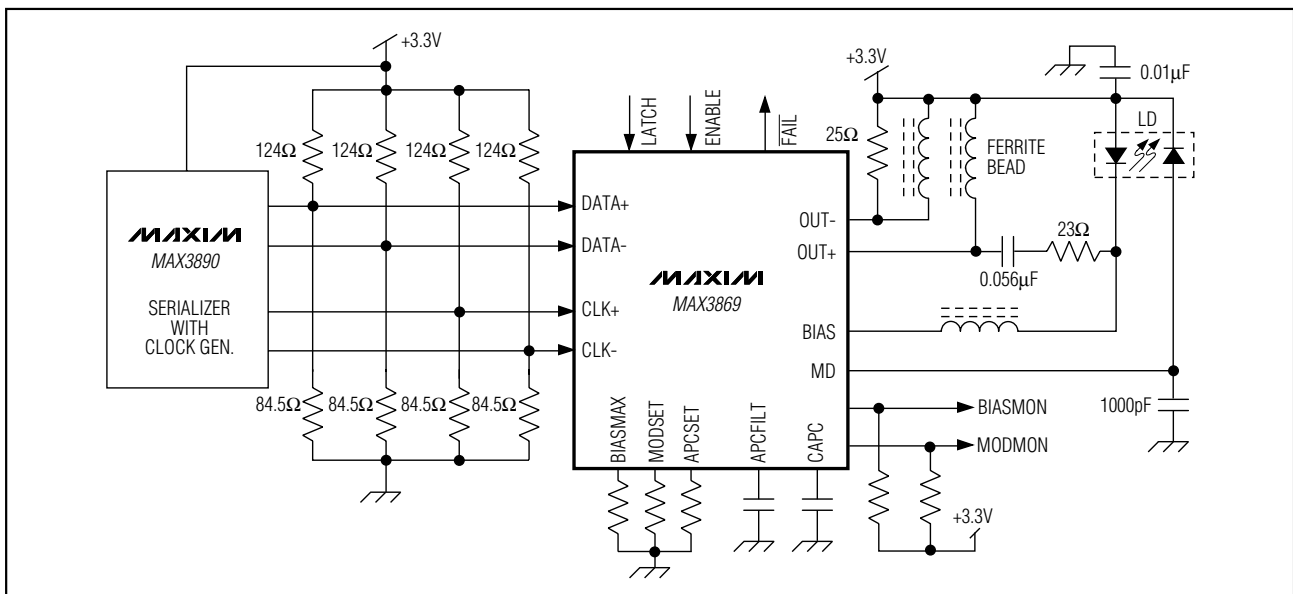 +3.3V
124Ω 124Ω 124Ω 124Ω
MAXIM
MAX3890
SERIALIZER
WITH
CLOCK GEN.
84.5Ω 84.5Ω 84.5Ω 84.5Ω
LATCH
ENABLE
FAIL
DATA+
DATA-
CLK+
CLK-
MAXIM
MAX3869
OUT-
OUT+
BIAS
MD
BIASMAX
MODSET
APCSET
APCFILT
CAPC
+3.3V
25Ω
FERRITE
BEAD
0.01µF
LD
23Ω
0.056µF
1000pF
BIASMON
MODMON
+3.3V